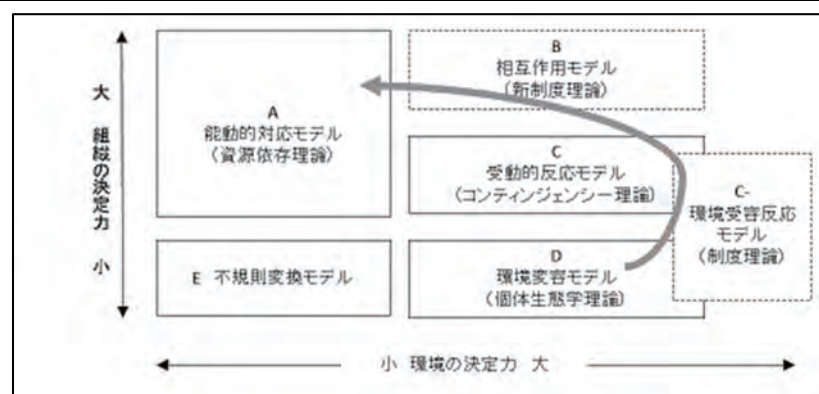 大 組織の決定力 小
A
能動的対応モデル
(資源依存理論)
B
相互作用モデル
(新制度理論)
C
受動的反応モデル
(コンティンジェンシー理論)
C-
環境受容反応
モデル
(制度理論)
D
環境変容モデル
(個体生態学理論)
E 不規則変換モデル
小 環境の決定力 大